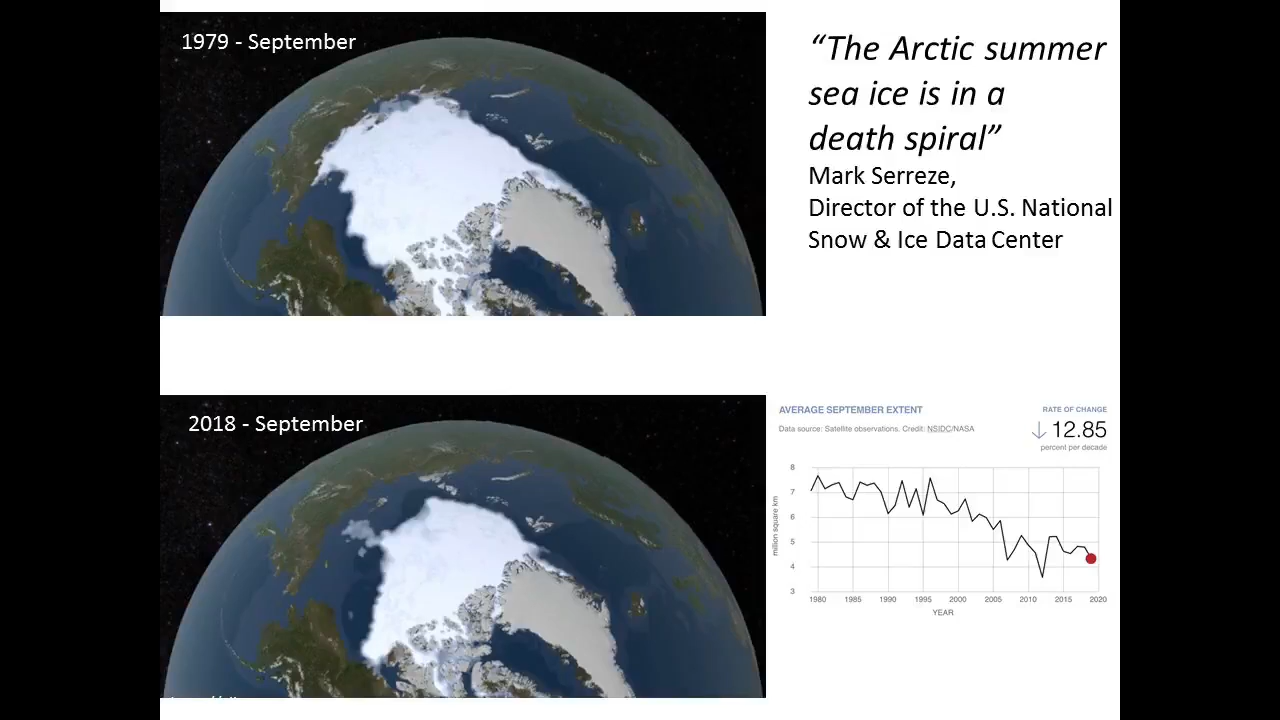 1979 - September
“The Arctic summer
sea ice is in a
death spiral”
Mark Serreze,
Director of the U.S. National
Snow & Ice Data Center
2018 - September
AVERAGE SEPTEMBER EXTENT
Data source: Satellite observations. Credit: NSIDC/NASA
RATE OF CHANGE
↓ 12.85
percent per decade
million square km
8
7
6
5
4
3
1980 1985 1990 1995 2000 2005 2010 2015 2020
YEAR